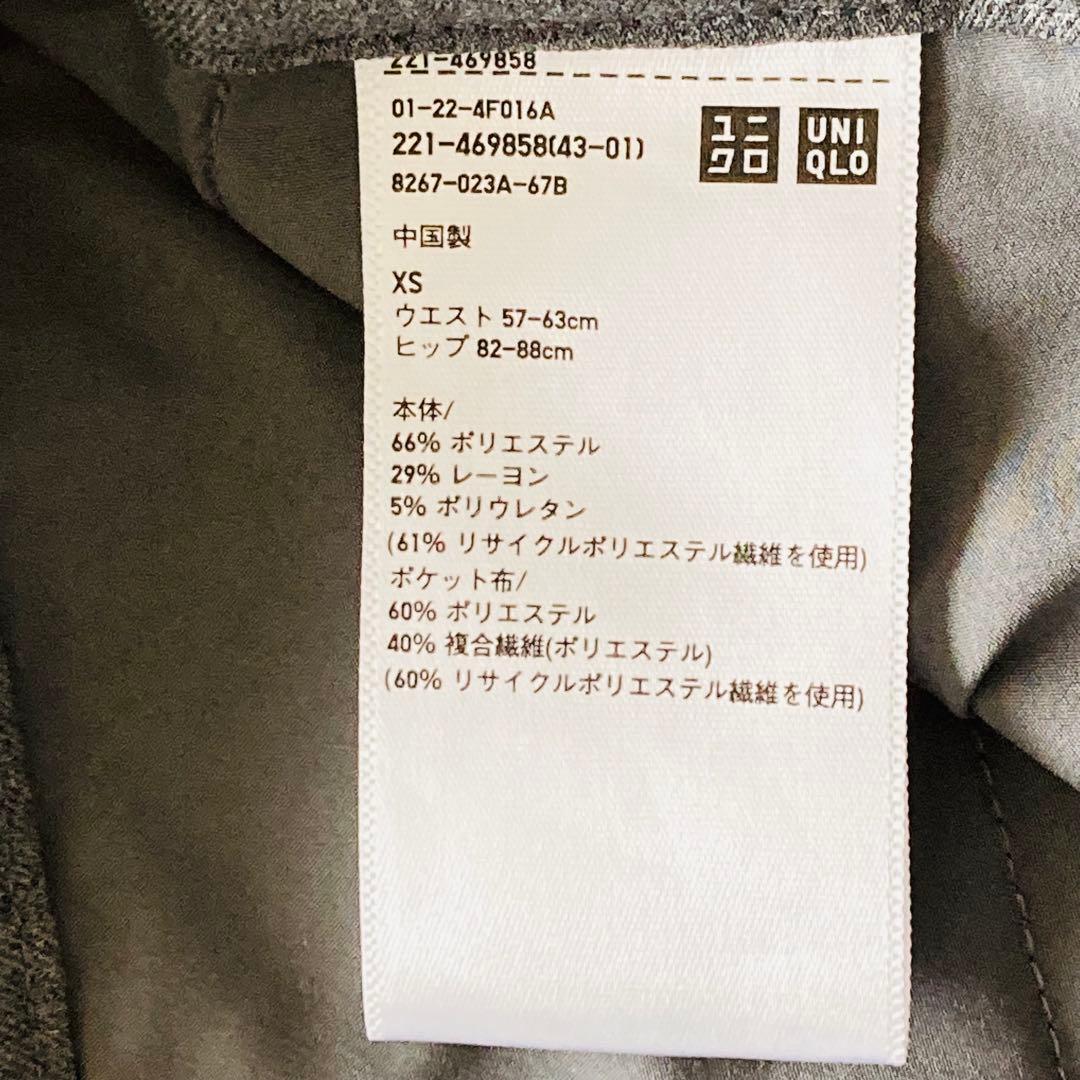 221-469858
01-22-4F016A
221-469858(43-01)
8267-023A-67B
ユニ
クロ
UNI
QLO
中国製
XS
ウエスト 57-63cm
ヒップ 82-88cm
本体/
66% ポリエステル
29% レーヨン
5% ポリウレタン
(61% リサイクルポリエステル繊維を使用)
ポケット布/
60% ポリエステル
40% 複合繊維(ポリエステル)
(60% リサイクルポリエステル繊維を使用)